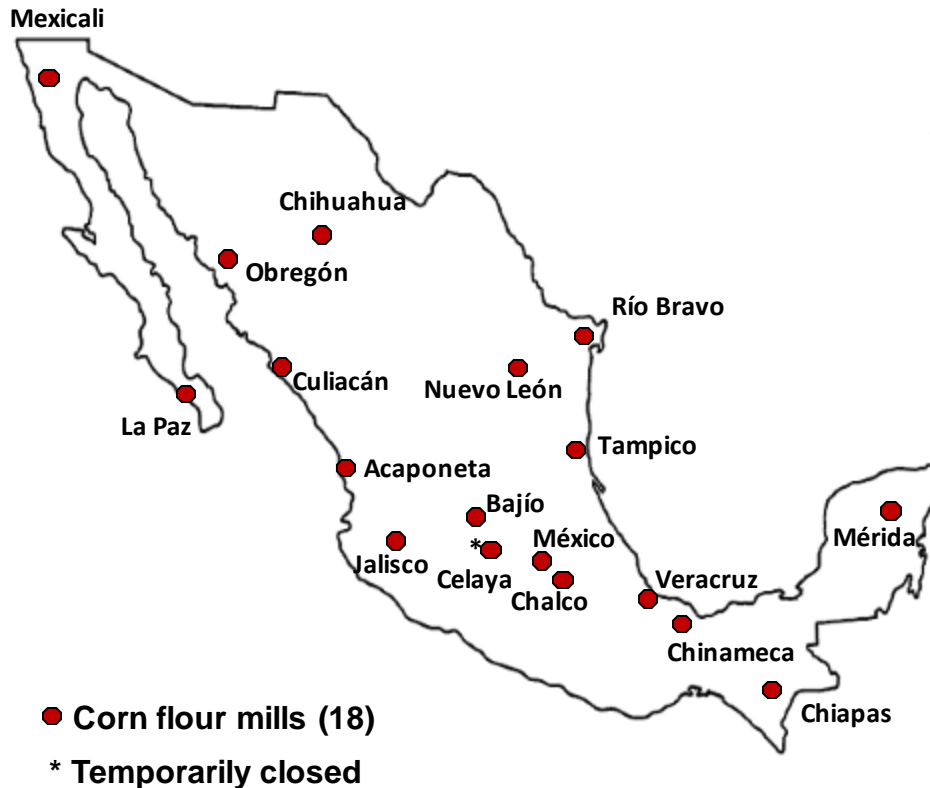 Mexicali
Chihuahua
Obregón
Río Bravo
Culiacán
Nuevo León
La Paz
Tampico
Acaponeta
Bajío
México
Mérida
*
Jalisco
Celaya
Veracruz
Chalco
Chinameca
Chiapas
Corn flour mills (18)
* Temporarily closed